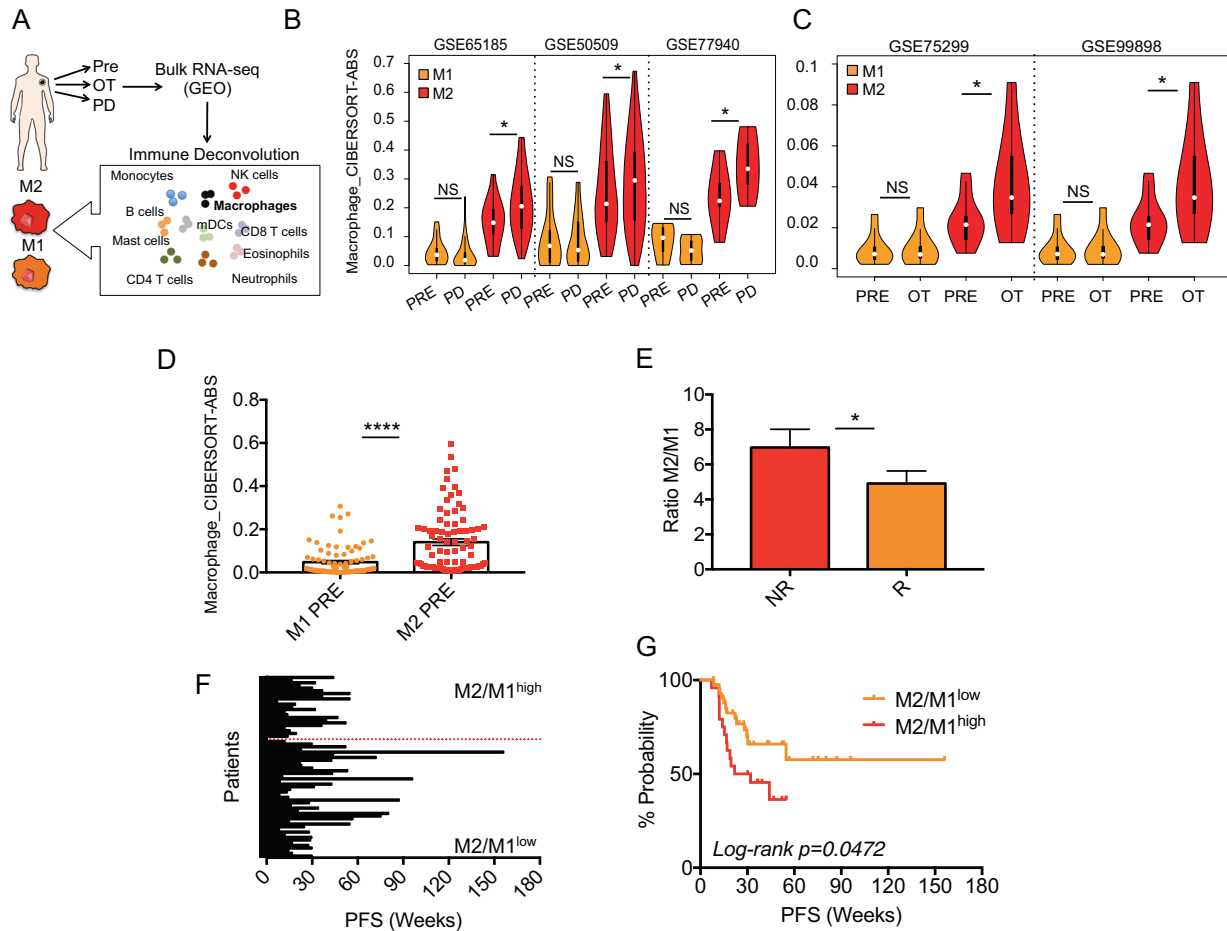 A
Pre
OT
PD
Bulk RNA-seq
(GEO)
Immune Deconvolution
Monocytes
NK cells
Macrophages
B cells
mDCs
CD8 T cells
Mast cells
Eosinophils
CD4 T cells
Neutrophils
M2
M1
B
GSE65185 GSE50509 GSE77940
Macrophage_CIBERSORT-ABS
0.7
0.6
0.5
0.4
0.3
0.2
0.1
0.0
M1
M2
NS * NS * NS *
PRE PD PRE PD PRE PD PRE PD PRE PD PRE PD
C
GSE75299 GSE99898
0.1
0.08
0.06
0.04
0.02
0.0
M1
M2
NS * NS *
PRE OT PRE OT PRE OT PRE OT
D
Macrophage_CIBERSORT-ABS
0.8
0.6
0.4
0.2
0.0
****
M1 PRE M2 PRE
E
Ratio M2/M1
10
8
6
4
2
0
*
NR R
F
Patients
M2/M1high
M2/M1low
0 30 60 90 120 150 180
PFS (Weeks)
G
% Probability
100
50
0
M2/M1low
M2/M1high
Log-rank p=0.0472
0 30 60 90 120 150 180
PFS (Weeks)